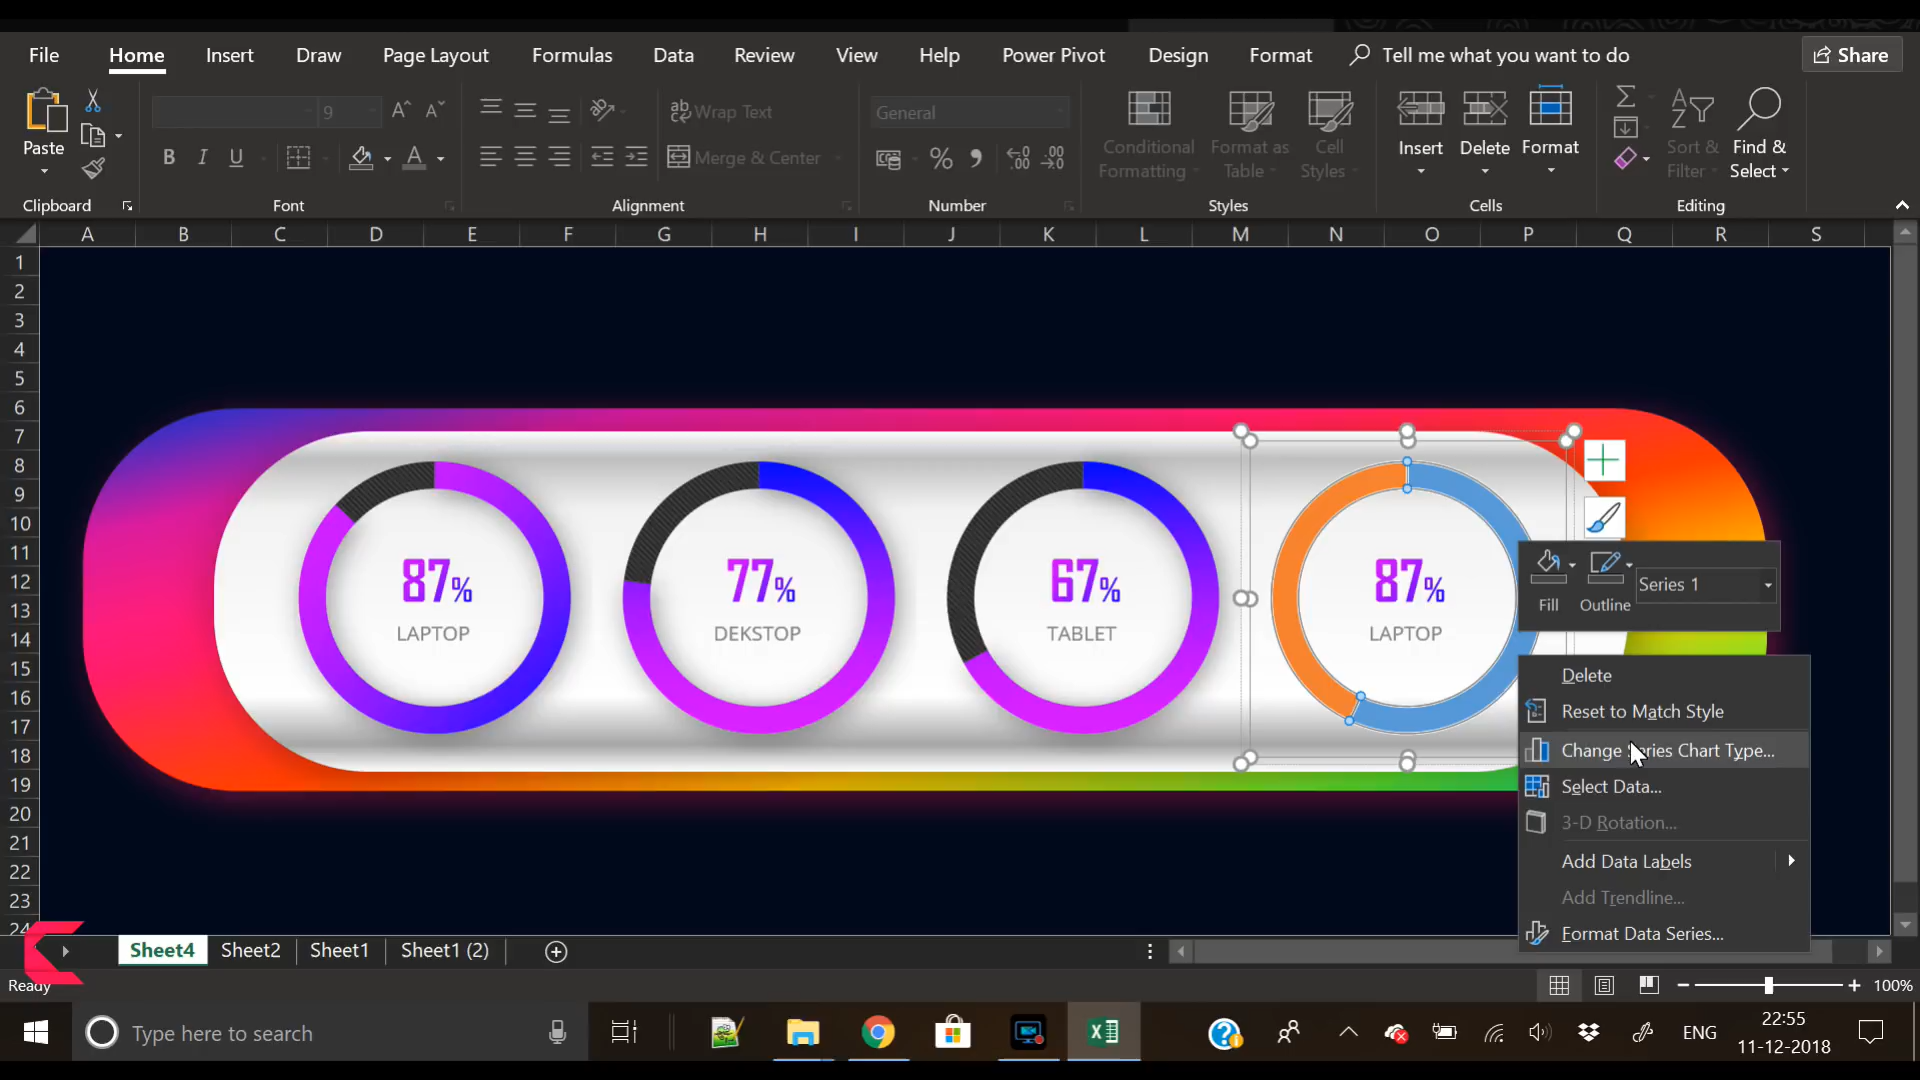 File Home Insert Draw Page Layout Formulas Data Review View Help Power Pivot Design Format Tell me what you want to do Share
Paste
9
B I U
ab Wrap Text
Merge & Center
General
% , .00
Conditional Formatting
Format as Table
Cell Styles
Insert
Delete
Format
Σ
Sort & Filter
Find & Select
Clipboard Font Alignment Number Styles Cells Editing
A B C D E F G H I J K L M N O P Q R S
1
2
3
4
5
6
7
8
9
10
11
12
13
14
15
16
17
18
19
20
21
22
23
24
87%
LAPTOP
77%
DEKSTOP
67%
TABLET
87%
LAPTOP
Fill Outline Series 1
Delete
Reset to Match Style
Change Series Chart Type...
Select Data...
3-D Rotation...
Add Data Labels
Add Trendline...
Format Data Series...
Sheet4 Sheet2 Sheet1 Sheet1 (2)
Ready
100%
Type here to search
ENG
22:55
11-12-2018